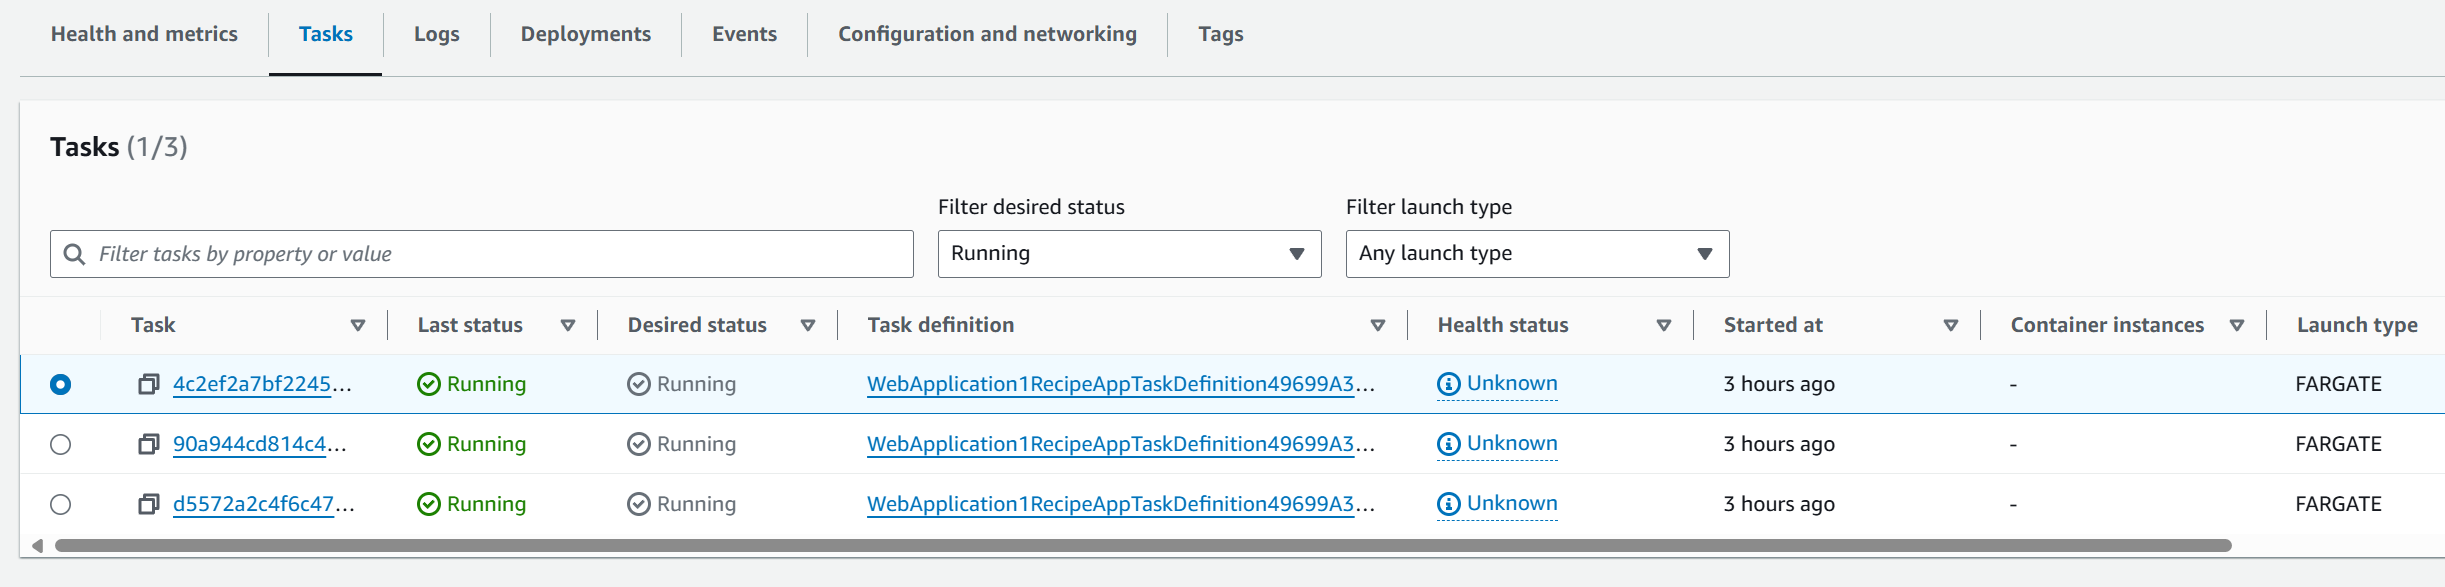 Health and metrics Tasks Logs Deployments Events Configuration and networking Tags
Tasks (1/3)
Filter desired status Filter launch type
Filter tasks by property or value Running Any launch type
Task Last status Desired status Task definition Health status Started at Container instances Launch type
4c2ef2a7bf2245... Running Running WebApplication1RecipeAppTaskDefinition49699A3... Unknown 3 hours ago - FARGATE
90a944cd814c4... Running Running WebApplication1RecipeAppTaskDefinition49699A3... Unknown 3 hours ago - FARGATE
d5572a2c4f6c47... Running Running WebApplication1RecipeAppTaskDefinition49699A3... Unknown 3 hours ago - FARGATE